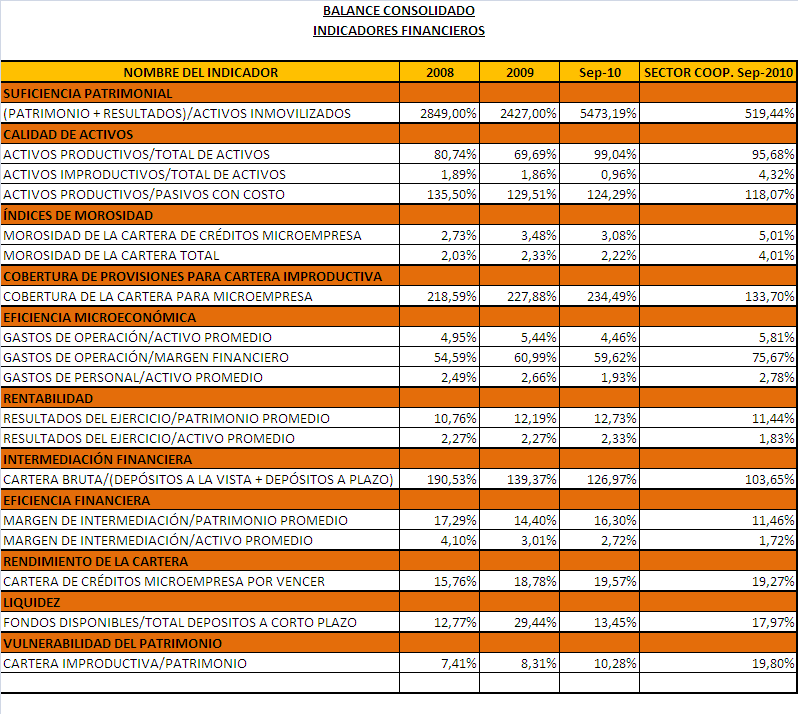 BALANCE CONSOLIDADO
INDICADORES FINANCIEROS
NOMBRE DEL INDICADOR 2008 2009 Sep-10 SECTOR COOP. Sep-2010
SUFICIENCIA PATRIMONIAL
(PATRIMONIO + RESULTADOS)/ACTIVOS INMOVILIZADOS 2849,00% 2427,00% 5473,19% 519,44%
CALIDAD DE ACTIVOS
ACTIVOS PRODUCTIVOS/TOTAL DE ACTIVOS 80,74% 69,69% 99,04% 95,68%
ACTIVOS IMPRODUCTIVOS/TOTAL DE ACTIVOS 1,89% 1,86% 0,96% 4,32%
ACTIVOS PRODUCTIVOS/PASIVOS CON COSTO 135,50% 129,51% 124,29% 118,07%
ÍNDICES DE MOROSIDAD
MOROSIDAD DE LA CARTERA DE CRÉDITOS MICROEMPRESA 2,73% 3,48% 3,08% 5,01%
MOROSIDAD DE LA CARTERA TOTAL 2,03% 2,33% 2,22% 4,01%
COBERTURA DE PROVISIONES PARA CARTERA IMPRODUCTIVA
COBERTURA DE LA CARTERA PARA MICROEMPRESA 218,59% 227,88% 234,49% 133,70%
EFICIENCIA MICROECONÓMICA
GASTOS DE OPERACIÓN/ACTIVO PROMEDIO 4,95% 5,44% 4,46% 5,81%
GASTOS DE OPERACIÓN/MARGEN FINANCIERO 54,59% 60,99% 59,62% 75,67%
GASTOS DE PERSONAL/ACTIVO PROMEDIO 2,49% 2,66% 1,93% 2,78%
RENTABILIDAD
RESULTADOS DEL EJERCICIO/PATRIMONIO PROMEDIO 10,76% 12,19% 12,73% 11,44%
RESULTADOS DEL EJERCICIO/ACTIVO PROMEDIO 2,27% 2,27% 2,33% 1,83%
INTERMEDIACIÓN FINANCIERA
CARTERA BRUTA/(DEPÓSITOS A LA VISTA + DEPÓSITOS A PLAZO) 190,53% 139,37% 126,97% 103,65%
EFICIENCIA FINANCIERA
MARGEN DE INTERMEDIACIÓN/PATRIMONIO PROMEDIO 17,29% 14,40% 16,30% 11,46%
MARGEN DE INTERMEDIACIÓN/ACTIVO PROMEDIO 4,10% 3,01% 2,72% 1,72%
RENDIMIENTO DE LA CARTERA
CARTERA DE CRÉDITOS MICROEMPRESA POR VENCER 15,76% 18,78% 19,57% 19,27%
LIQUIDEZ
FONDOS DISPONIBLES/TOTAL DEPOSITOS A CORTO PLAZO 12,77% 29,44% 13,45% 17,97%
VULNERABILIDAD DEL PATRIMONIO
CARTERA IMPRODUCTIVA/PATRIMONIO 7,41% 8,31% 10,28% 19,80%